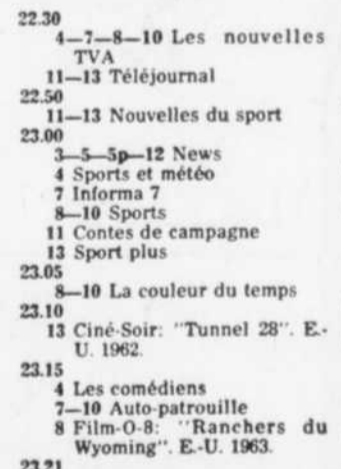 22.30
4—7—8—10 Les nouvelles
TVA
11—13 Téléjournal
22.50
11—13 Nouvelles du sport
23.00
3—5—5p—12 News
4 Sports et météo
7 Informa 7
8—10 Sports
11 Contes de campagne
13 Sport plus
23.05
8—10 La couleur du temps
23.10
13 Ciné-Soir: "Tunnel 28". E.-
U. 1962.
23.15
4 Les comédiens
7—10 Auto-patrouille
8 Film-O-8: "Ranchers du
Wyoming". E.-U. 1963.
23.21